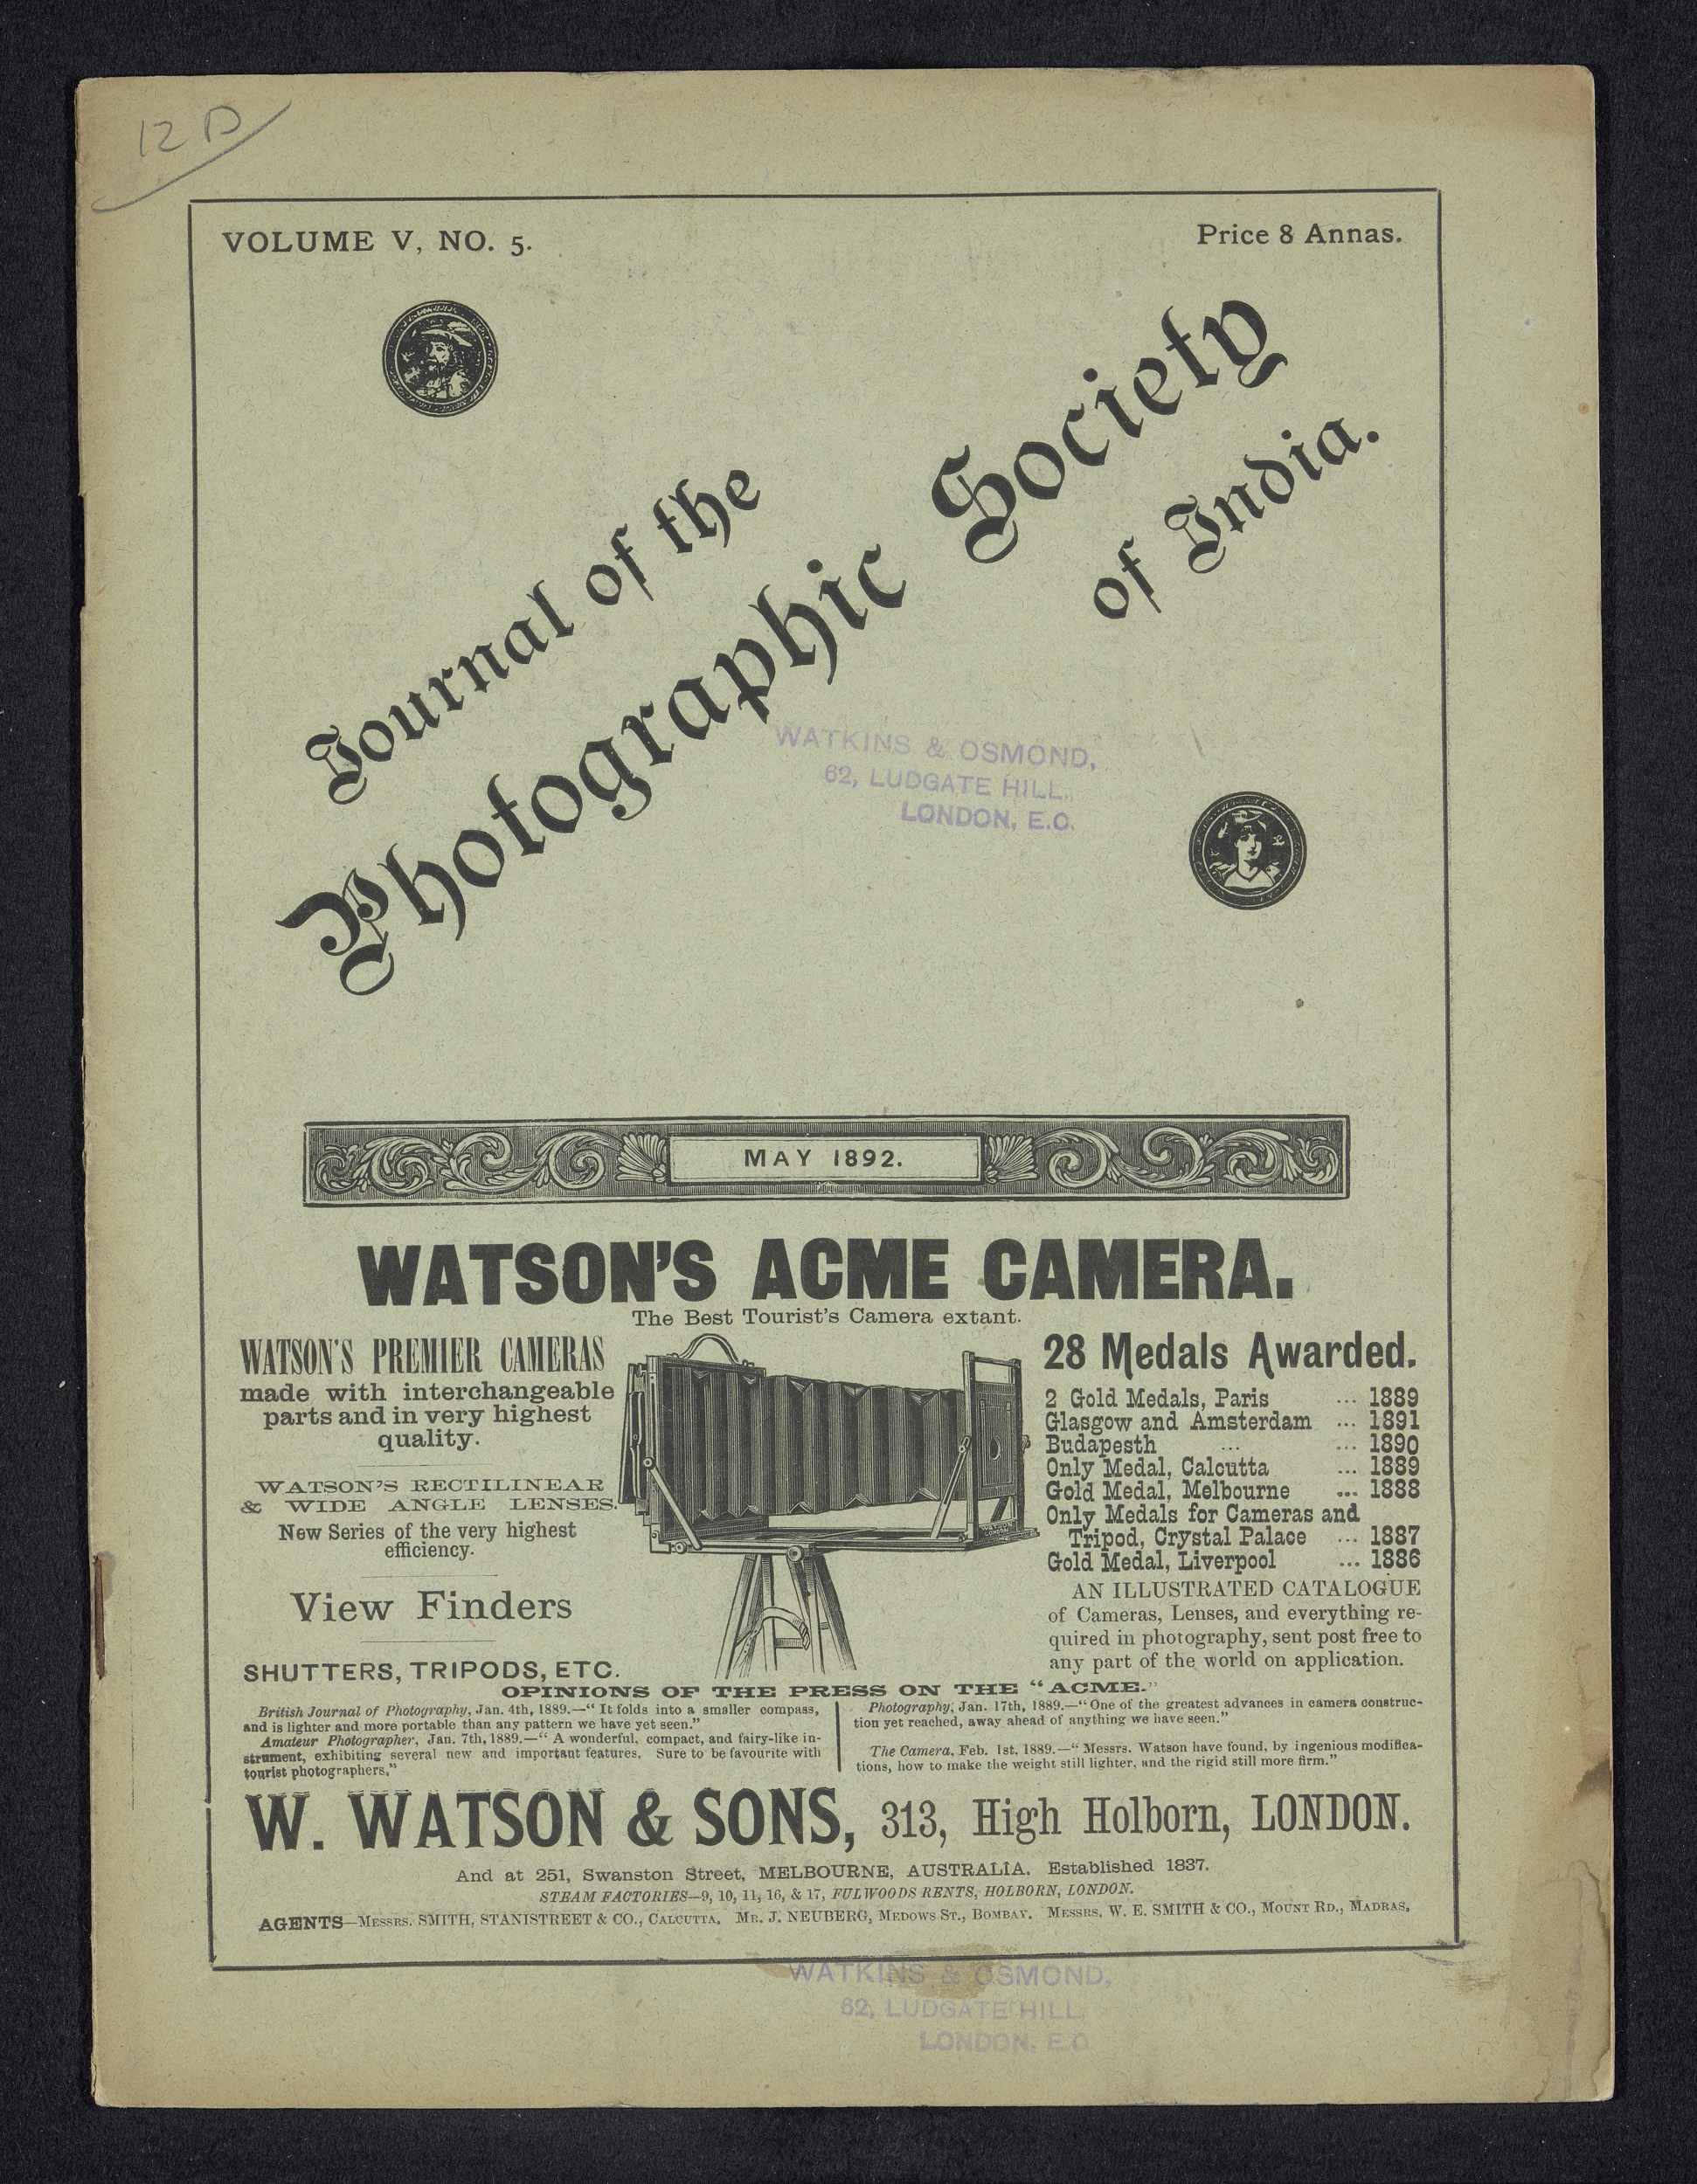 12 D
VOLUME V, NO. 5.
Price 8 Annas.
Journal of the
Photographic Society
of India.
WATKINS & OSMOND,
62, LUDGATE HILL,
LONDON, E.C.
MAY 1892.
WATSON'S ACME CAMERA.
The Best Tourist's Camera extant.
WATSON'S PREMIER CAMERAS
made with interchangeable
parts and in very highest
quality.
WATSON'S RECTILINEAR
& WIDE ANGLE LENSES.
New Series of the very highest
efficiency.
View Finders
SHUTTERS, TRIPODS, ETC.
WATSON
LONDON
28 Medals Awarded.
2 Gold Medals, Paris ... 1889
Glasgow and Amsterdam ... 1891
Budapesth ... ... 1890
Only Medal, Calcutta ... 1889
Gold Medal, Melbourne ... 1888
Only Medals for Cameras and
Tripod, Crystal Palace ... 1887
Gold Medal, Liverpool ... 1886
AN ILLUSTRATED CATALOGUE
of Cameras, Lenses, and everything re-
quired in photography, sent post free to
any part of the world on application.
OPINIONS OF THE PRESS ON THE "ACME."
British Journal of Photography, Jan. 4th, 1889.—"It folds into a smaller compass,
and is lighter and more portable than any pattern we have yet seen."
Amateur Photographer, Jan. 7th, 1889.—"A wonderful, compact, and fairy-like in-
strument, exhibiting several new and important features. Sure to be favourite with
tourist photographers."
Photography, Jan. 17th, 1889.—"One of the greatest advances in camera construc-
tion yet reached, away ahead of anything we have seen."
The Camera, Feb. 1st, 1889.—"Messrs. Watson have found, by ingenious modifica-
tions, how to make the weight still lighter, and the rigid still more firm."
W. WATSON & SONS, 313, High Holborn, LONDON.
And at 251, Swanston Street, MELBOURNE, AUSTRALIA. Established 1837.
STEAM FACTORIES—9, 10, 11, 16, & 17, FULWOODS RENTS, HOLBORN, LONDON.
AGENTS—MESSRS. SMITH, STANISTREET & CO., CALCUTTA. MR. J. NEUBERG, MEDOWS ST., BOMBAY. MESSRS. W. E. SMITH & CO., MOUNT RD., MADRAS.
WATKINS & OSMOND,
62, LUDGATE HILL,
LONDON, E.C.